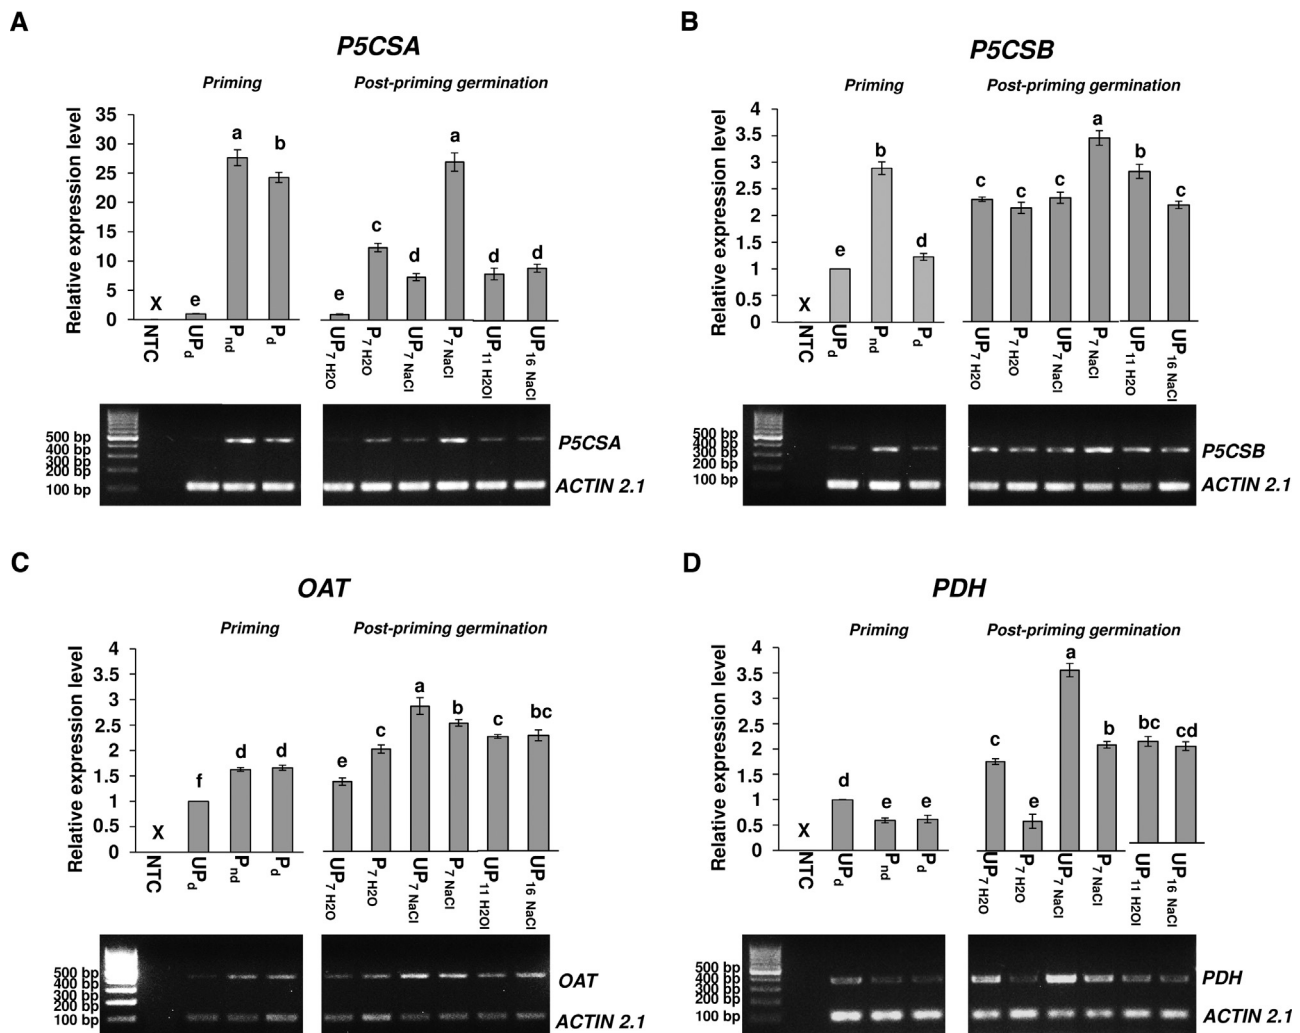 A
P5CSA
Priming Post-priming germination
Relative expression level
35
30
25
20
15
10
5
0
X e a b e c d a d d
NTC UPd Pnd Pd UP7 H2O P7 H2O UP7 NaCl P7 NaCl UP11 H2OI UP16 NaCl
500 bp
400 bp
300 bp
200 bp
100 bp
P5CSA
ACTIN 2.1
B
P5CSB
Priming Post-priming germination
Relative expression level
4
3.5
3
2.5
2
1.5
1
0.5
0
X e b d c c c a b c
NTC UPd Pnd Pd UP7 H2O P7 H2O UP7 NaCl P7 NaCl UP11 H2O UP16 NaCl
500 bp
400 bp
300 bp
200 bp
100 bp
P5CSB
ACTIN 2.1
C
OAT
Priming Post-priming germination
Relative expression level
4
3.5
3
2.5
2
1.5
1
0.5
0
X f d d e c a b c bc
NTC UPd Pnd Pd UP7 H2O P7 H2O UP7 NaCl P7 NaCl UP11 H2OI UP16 NaCl
500 bp
400 bp
300 bp
200 bp
100 bp
OAT
ACTIN 2.1
D
PDH
Priming Post-priming germination
Relative expression level
4
3.5
3
2.5
2
1.5
1
0.5
0
X d e e c e a b bc cd
NTC UPd Pnd Pd UP7 H2O P7 H2O UP7 NaCl P7 NaCl UP11 H2OI UP16 NaCl
500 bp
400 bp
300 bp
200 bp
100 bp
PDH
ACTIN 2.1